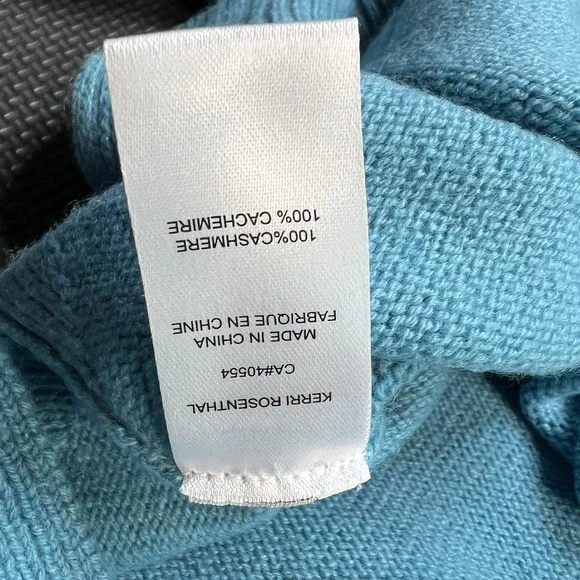 KERRI ROSENTHAL
CA#40554
MADE IN CHINA
FABRIQUE EN CHINE
100%CASHMERE
100% CACHEMIRE